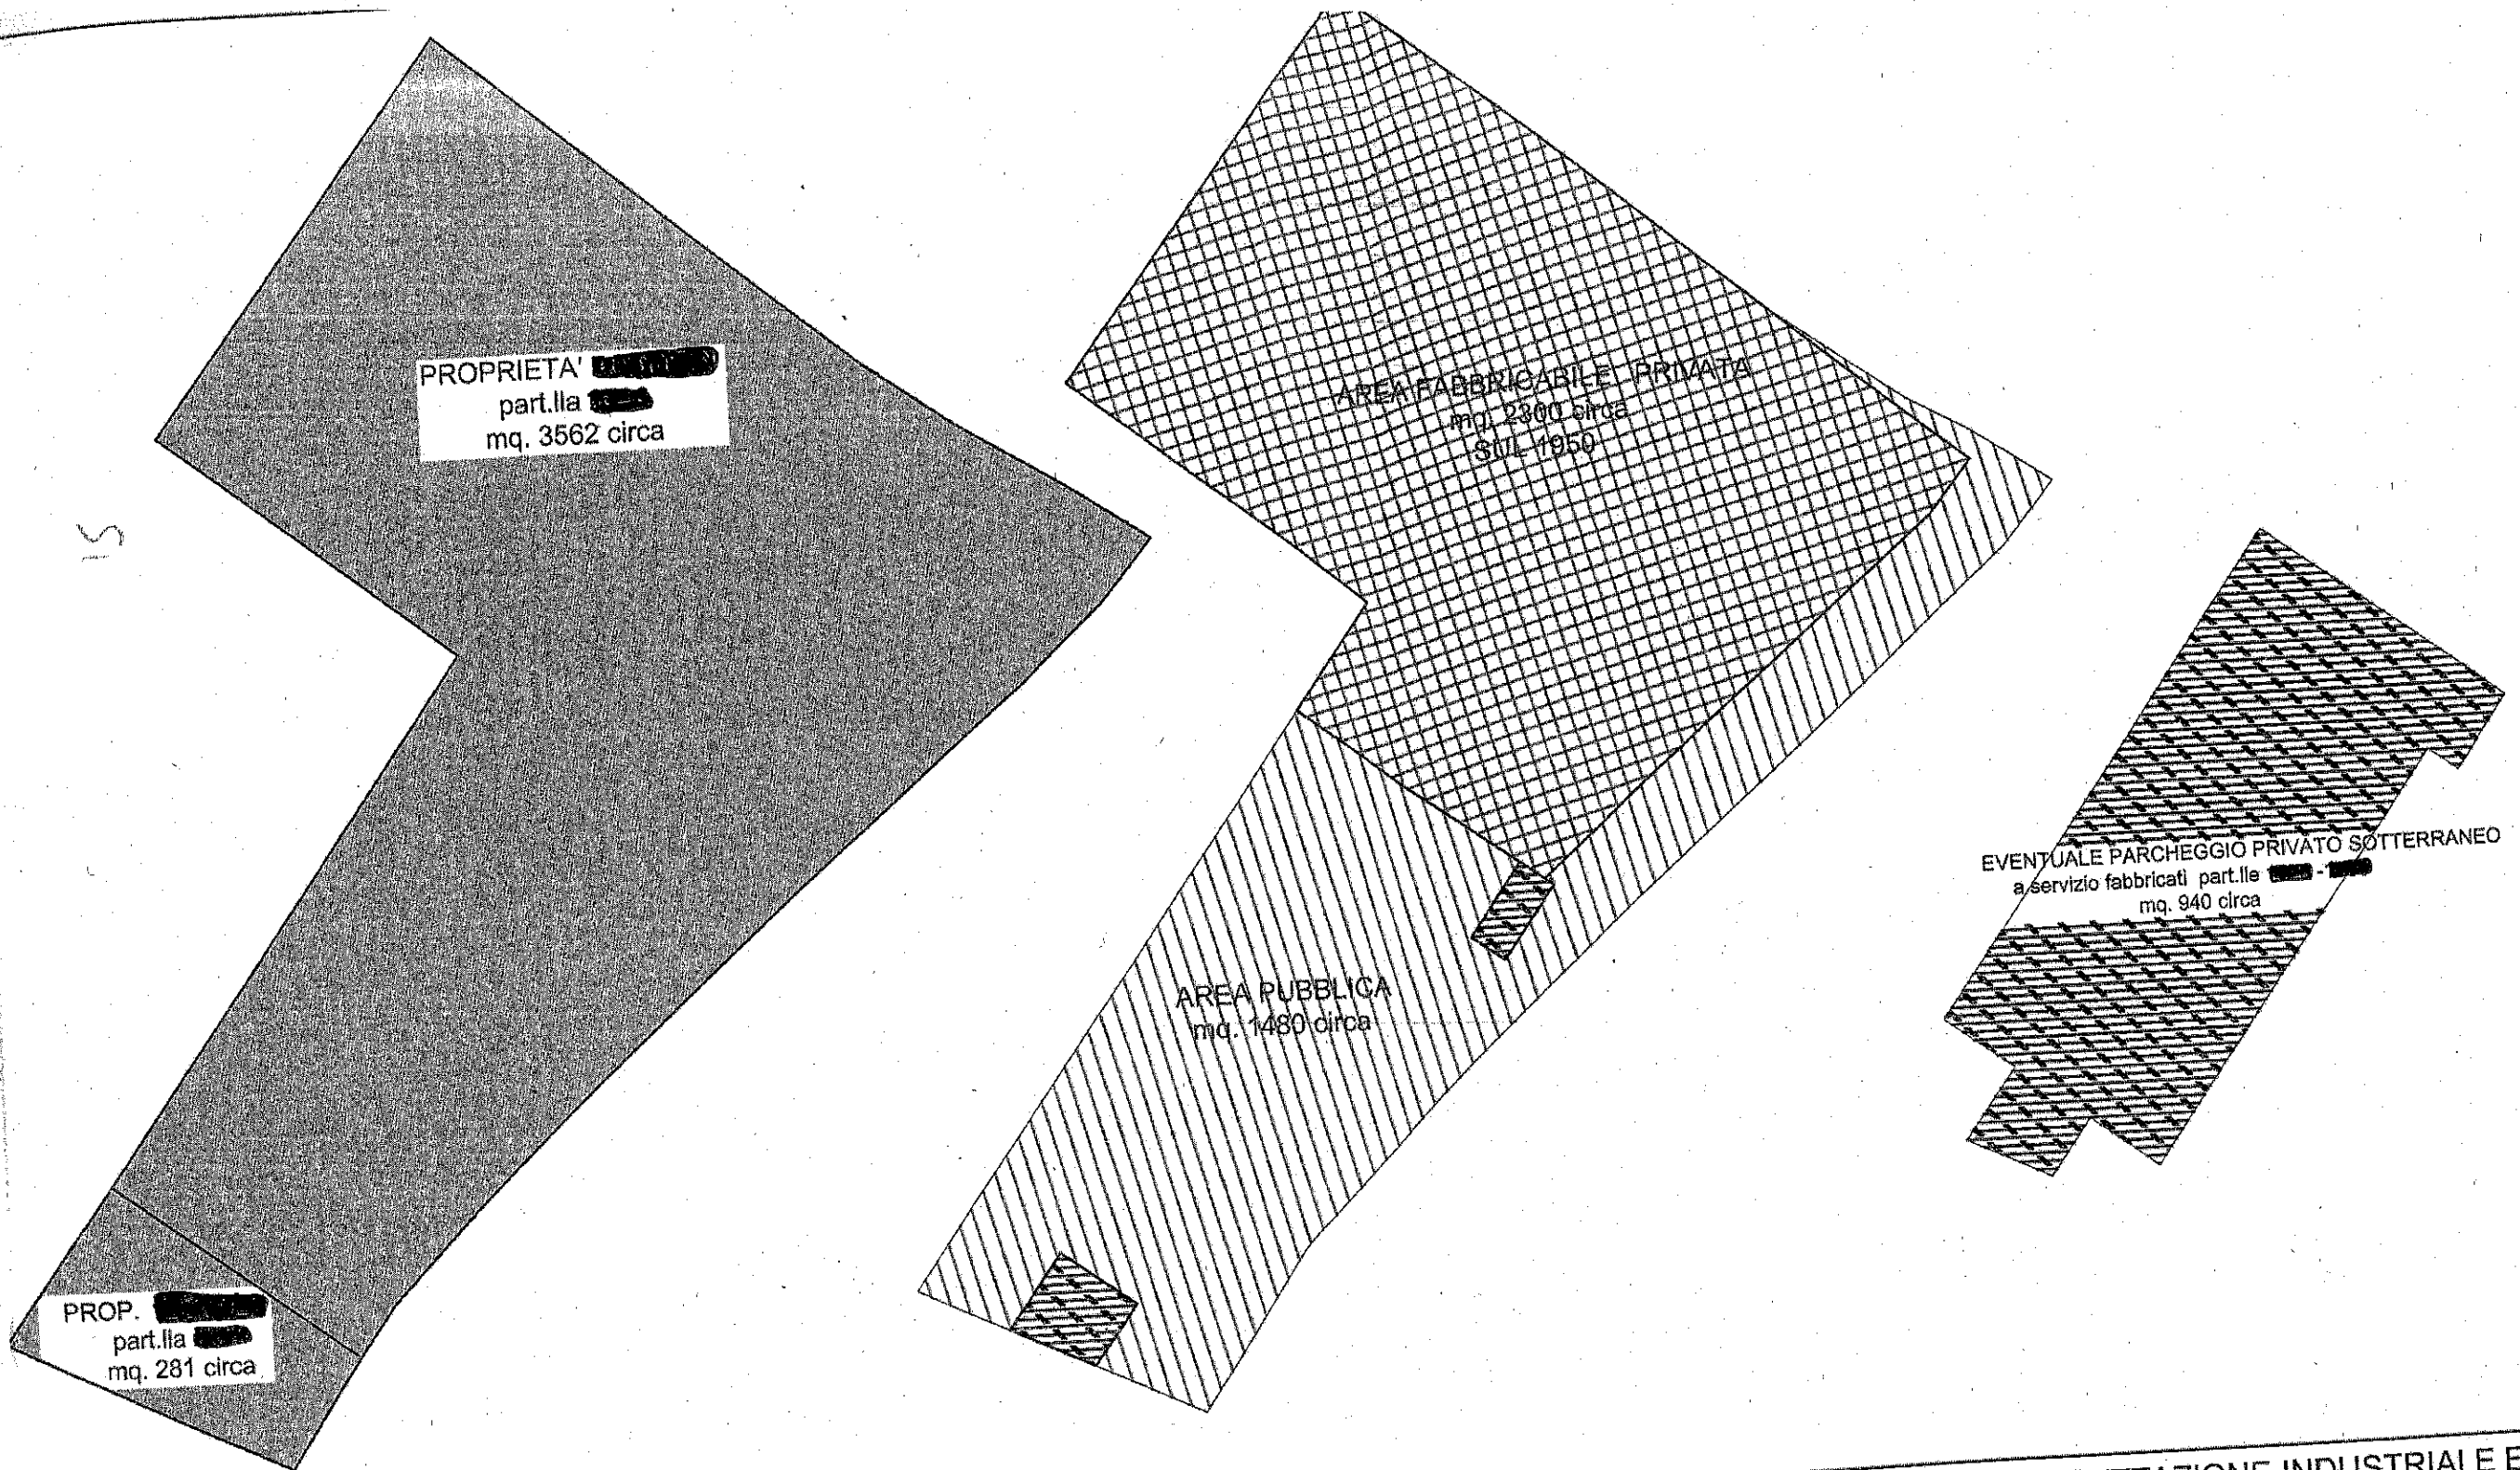 PROPRIETA'
part.lla
mq. 3562 circa
PROP.
part.lla
mq. 281 circa
AREA FABBRICABILE PRIVATA
mq. 2300 circa
SUL 1950
AREA PUBBLICA
mq. 1480 circa
EVENTUALE PARCHEGGIO PRIVATO SOTTERRANEO
a servizio fabbricati part.lle -
mq. 940 circa
INDUSTRIALE